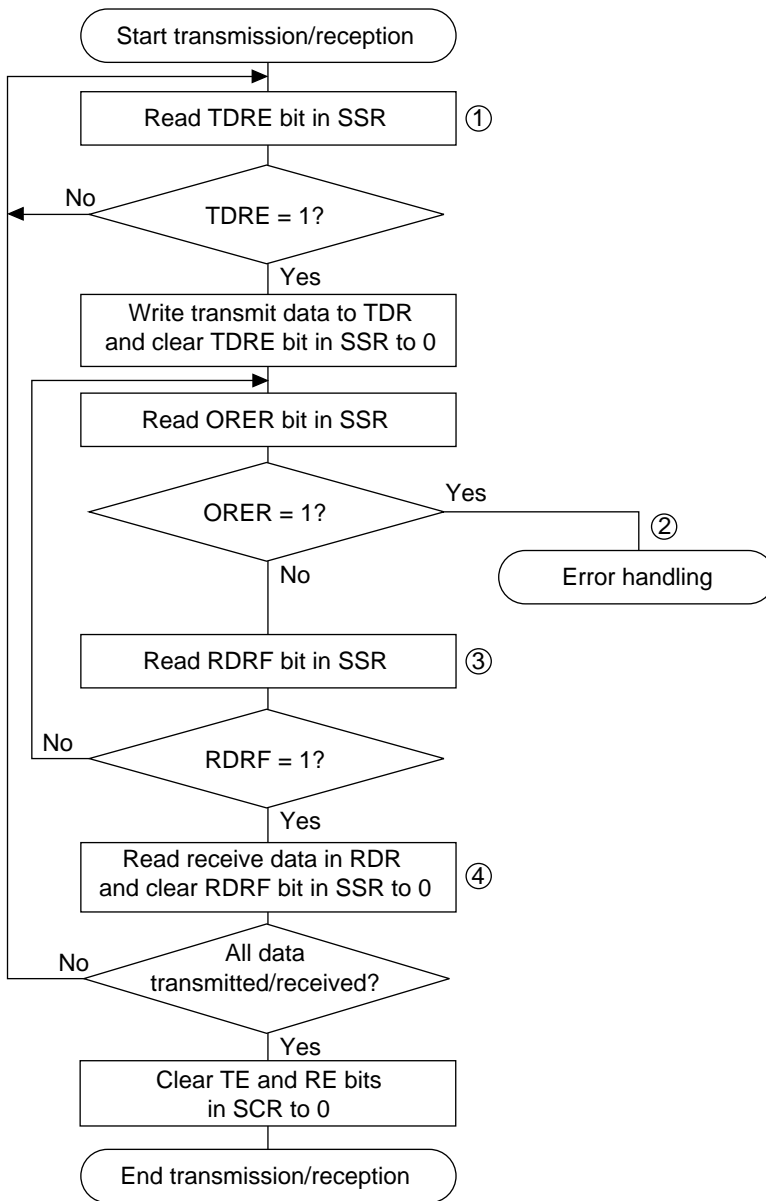 Start transmission/reception
Read TDRE bit in SSR
①
No
TDRE = 1?
Yes
Write transmit data to TDR
and clear TDRE bit in SSR to 0
Read ORER bit in SSR
Yes
ORER = 1?
②
No
Error handling
Read RDRF bit in SSR
③
No
RDRF = 1?
Yes
Read receive data in RDR
and clear RDRF bit in SSR to 0
④
All data
No
transmitted/received?
Yes
Clear TE and RE bits
in SCR to 0
End transmission/reception